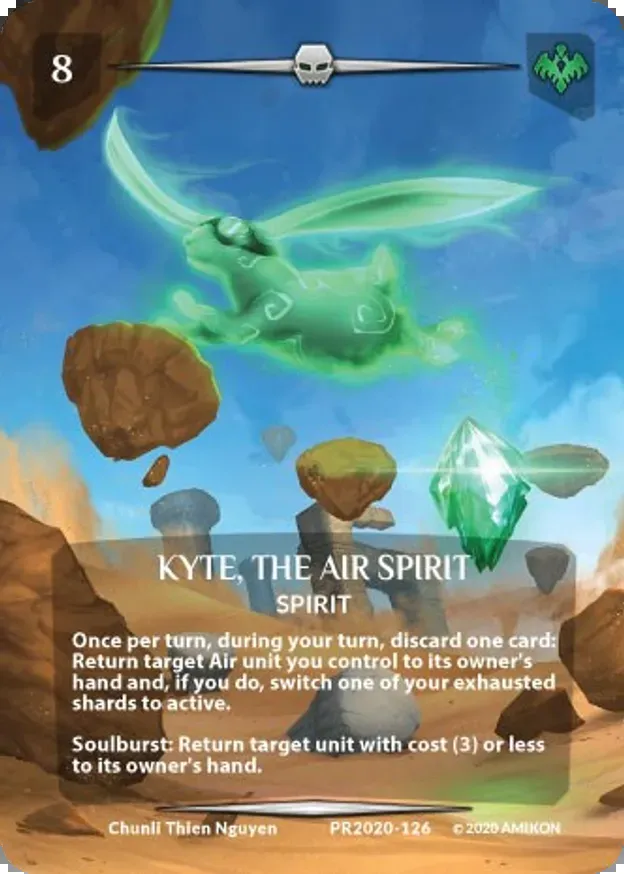 8
KYTE, THE AIR SPIRIT
SPIRIT
Once per turn, during your turn, discard one card:
Return target Air unit you control to its owner's
hand and, if you do, switch one of your exhausted
shards to active.
Soulburst: Return target unit with cost (3) or less
to its owner's hand.
Chunli Thien Nguyen PR2020-126 ©2020 AMIKON